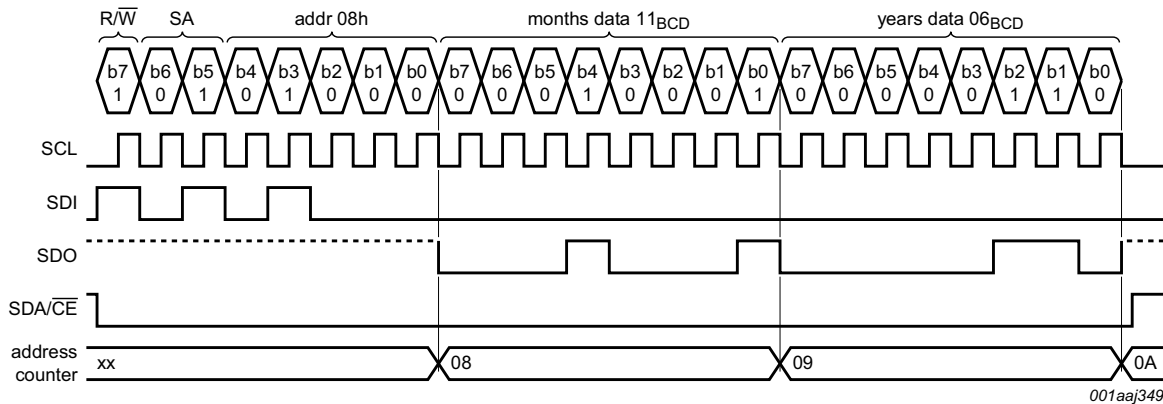 R/W̅ SA addr 08h months data 11BCD years data 06BCD
b7 b6 b5 b4 b3 b2 b1 b0 b7 b6 b5 b4 b3 b2 b1 b0 b7 b6 b5 b4 b3 b2 b1 b0
1 0 1 0 1 0 0 0 0 0 0 1 0 0 0 1 0 0 0 0 0 1 1 0
SCL
SDI
SDO
SDA/C̅E̅
address
counter
xx 08 09 0A
001aaj349